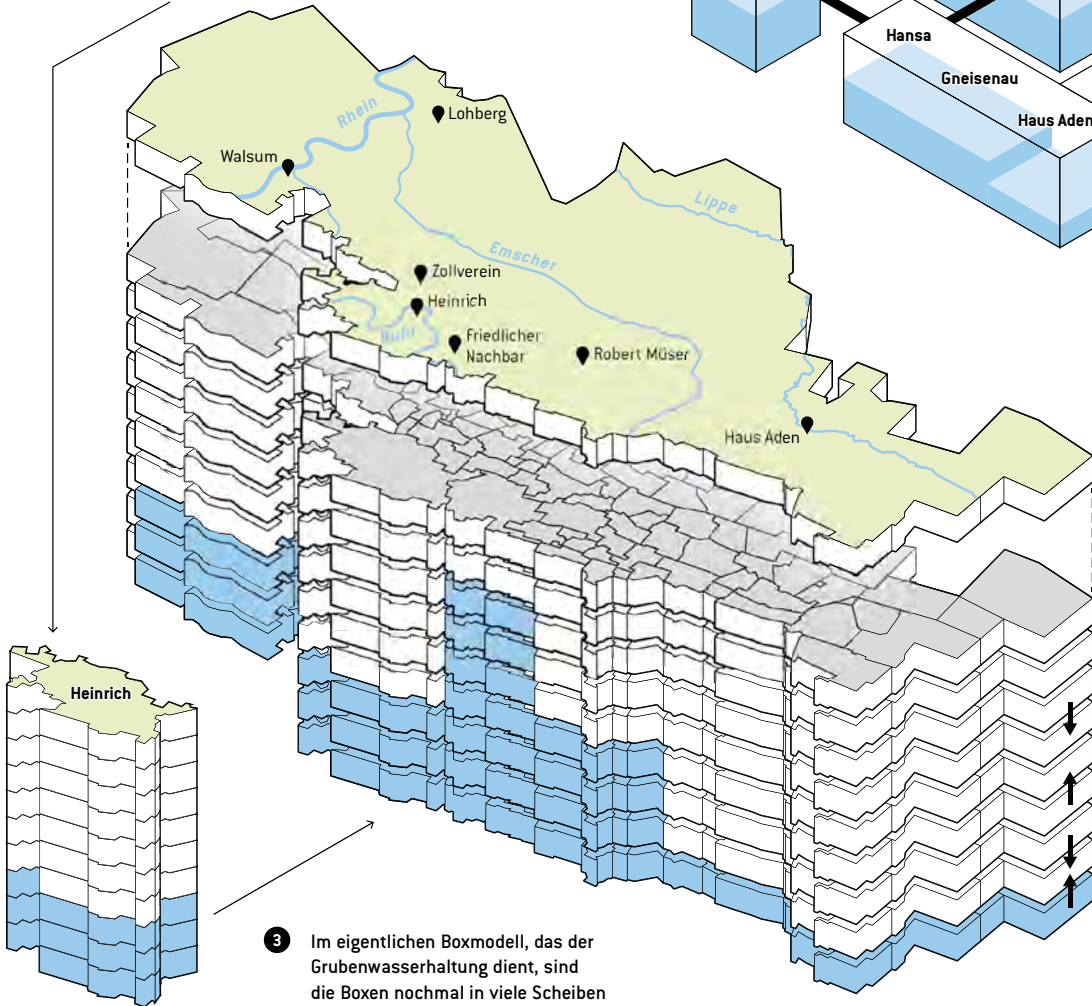 Hansa
Gneisenau
Haus Aden
Rhein
Lohberg
Walsum
Lippe
Emscher
Zollverein
Heinrich
Ruhr
Friedlicher
Nachbar
Robert Müser
Haus Aden
Heinrich
3 Im eigentlichen Boxmodell, das der
Grubenwasserhaltung dient, sind
die Boxen nochmal in viele Scheiben